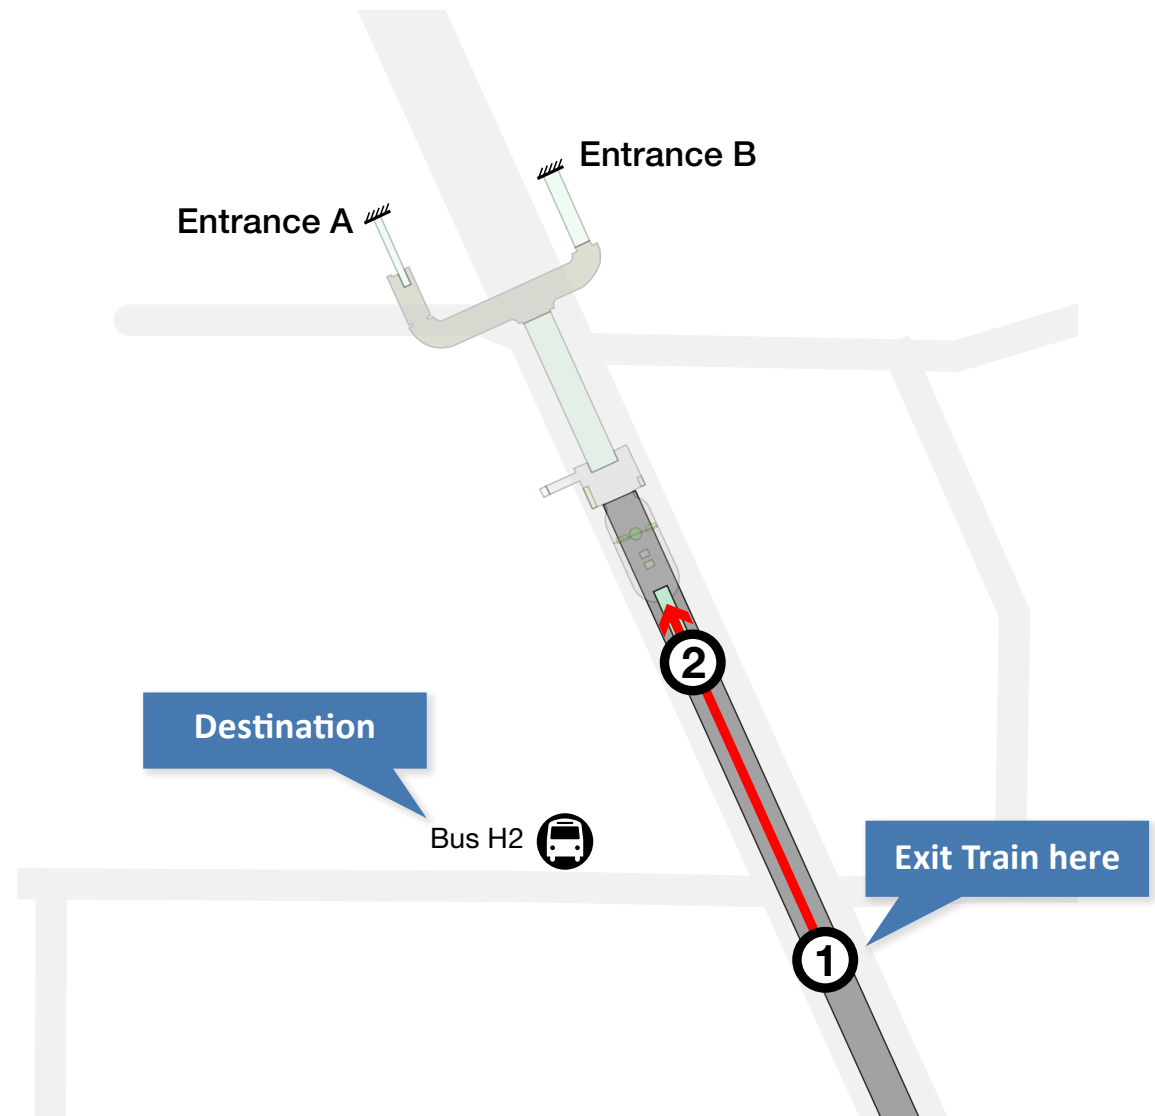 Entrance B
Entrance A
2
Destination
Bus H2
Exit Train here
1